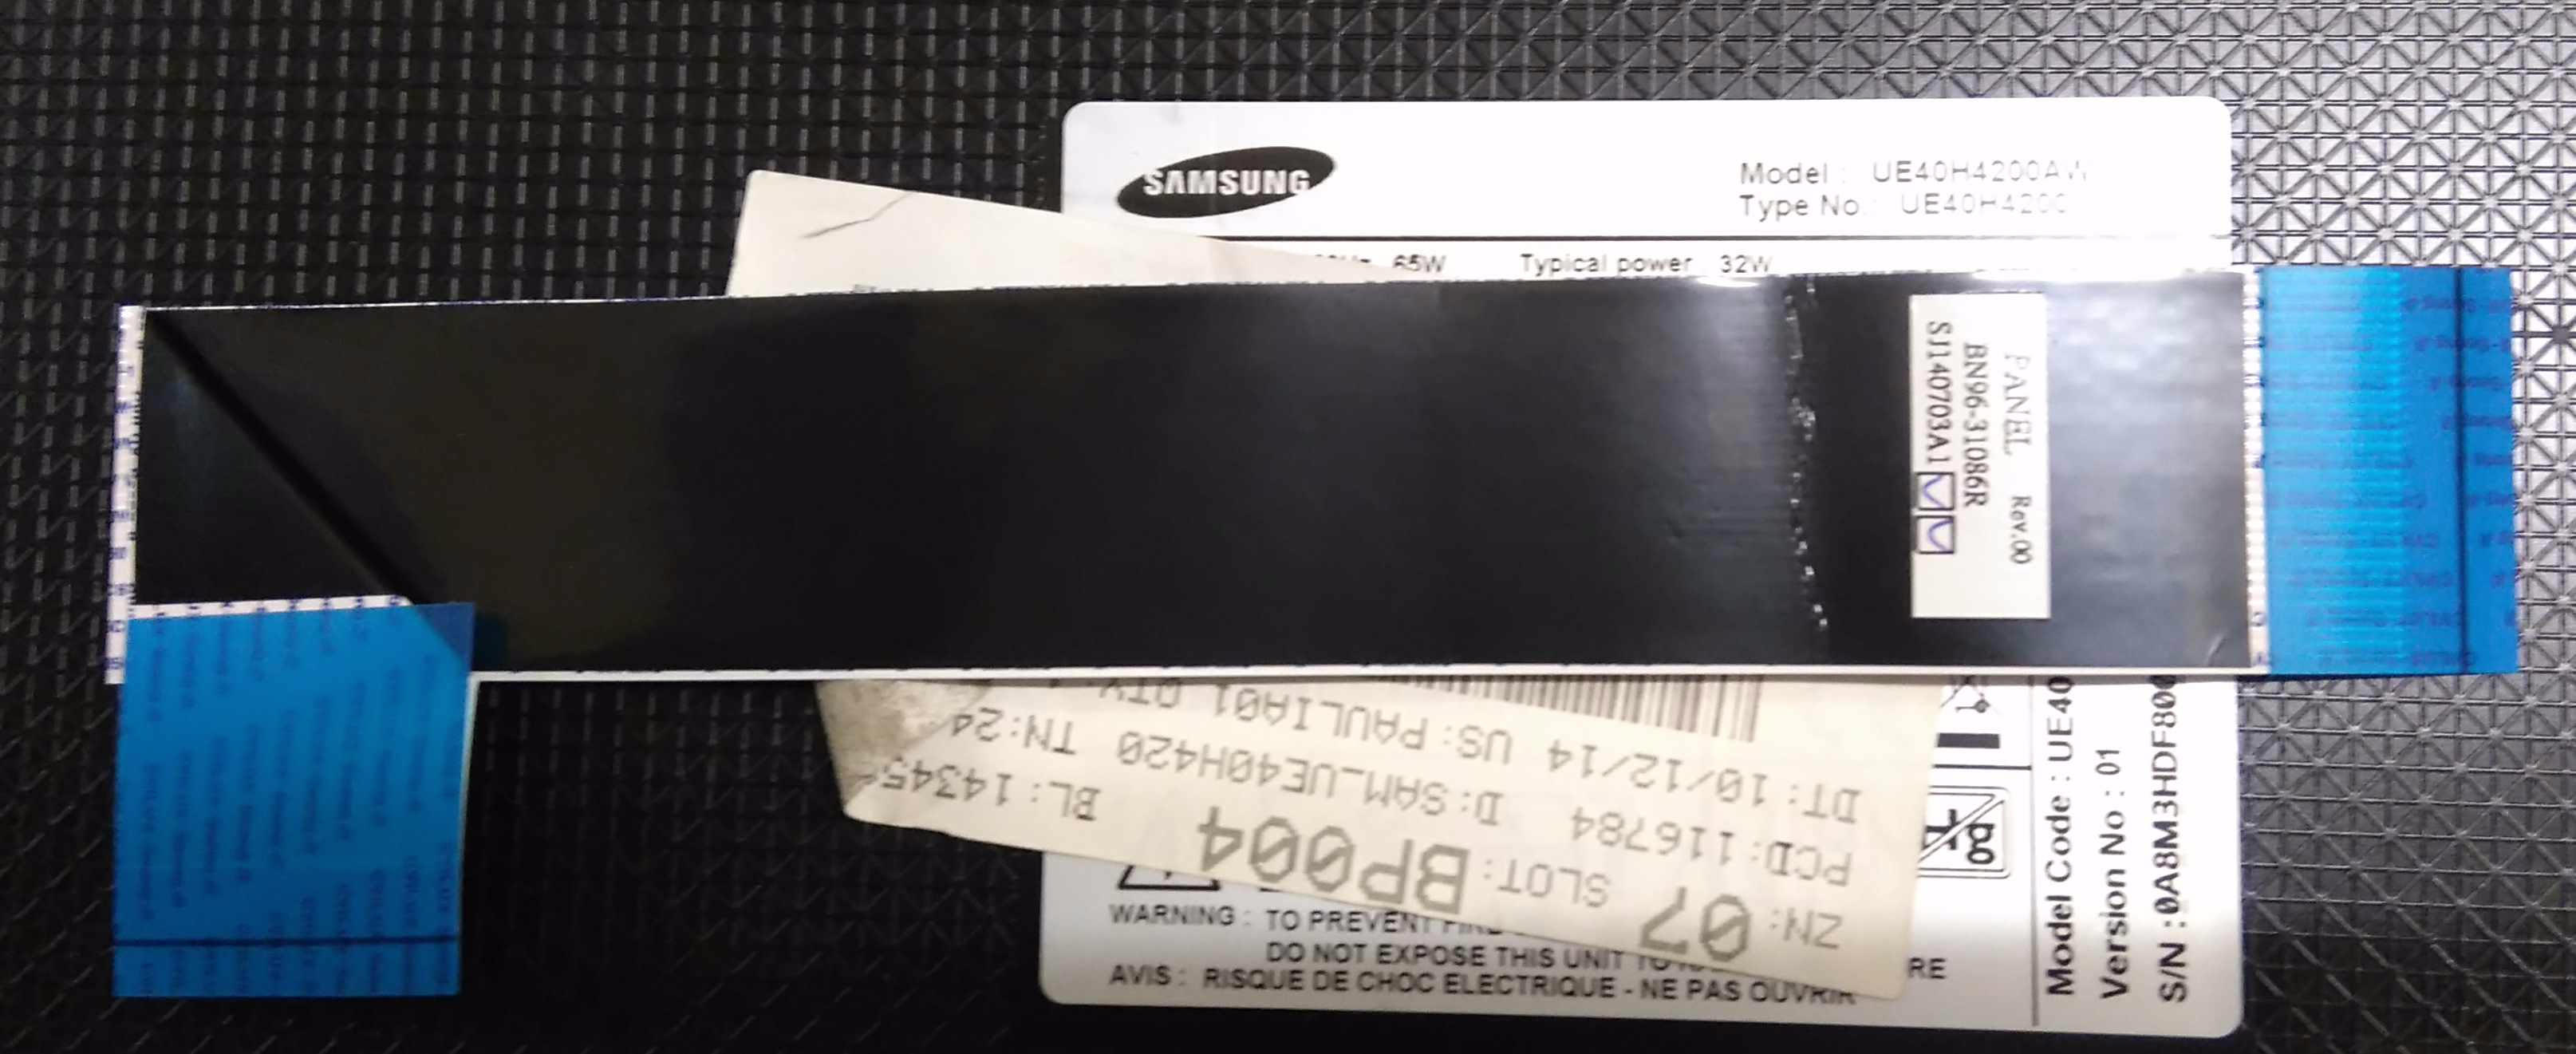 SAMSUNG
Model : UE40H4200AW
Type No. : UE40H4200
65W Typical power 32W
PANEL Rev.00
BN96-31086R
SJ140703A1
DT: 10/12/14 US:PAULIA01 QTY:
PCD:116784 D:SAM_UE40H420 TN:24
ZN: 07 SLOT: BP004 BL: 14345
WARNING : TO PREVENT
DO NOT EXPOSE THIS UNIT
AVIS : RISQUE DE CHOC ELECTRIQUE - NE PAS OUVRIR
Model Code : UE40
Version No : 01
S/N : 0A8M3HDF800